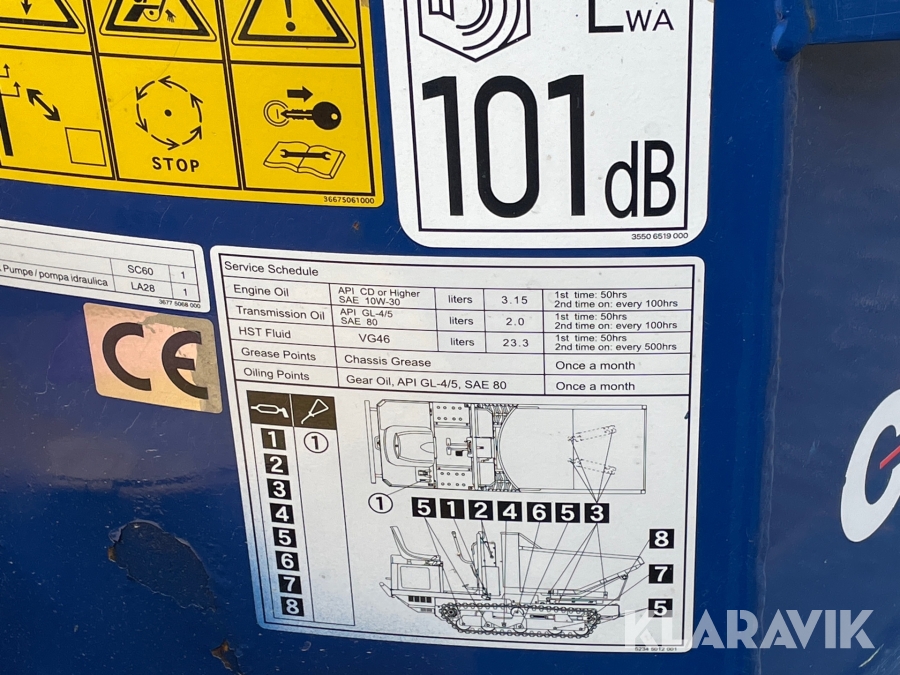 STOP
36675061000
LWA
101dB
3550 6519 000
SC60 1
Pumpe/pompa idraulica LA28 1
3677 5068 000
CE
Service Schedule
Engine Oil API CD or Higher SAE 10W-30 liters 3.15 1st time: 50hrs 2nd time on: every 100hrs
Transmission Oil API GL-4/5 SAE 80 liters 2.0 1st time: 50hrs 2nd time on: every 100hrs
HST Fluid VG46 liters 23.3 1st time: 50hrs 2nd time on: every 500hrs
Grease Points Chassis Grease Once a month
Oiling Points Gear Oil, API GL-4/5, SAE 80 Once a month
1 1
2
3
4
5
6
7
8
1 5 1 2 4 6 5 3
8
7
5
KLARAVIK